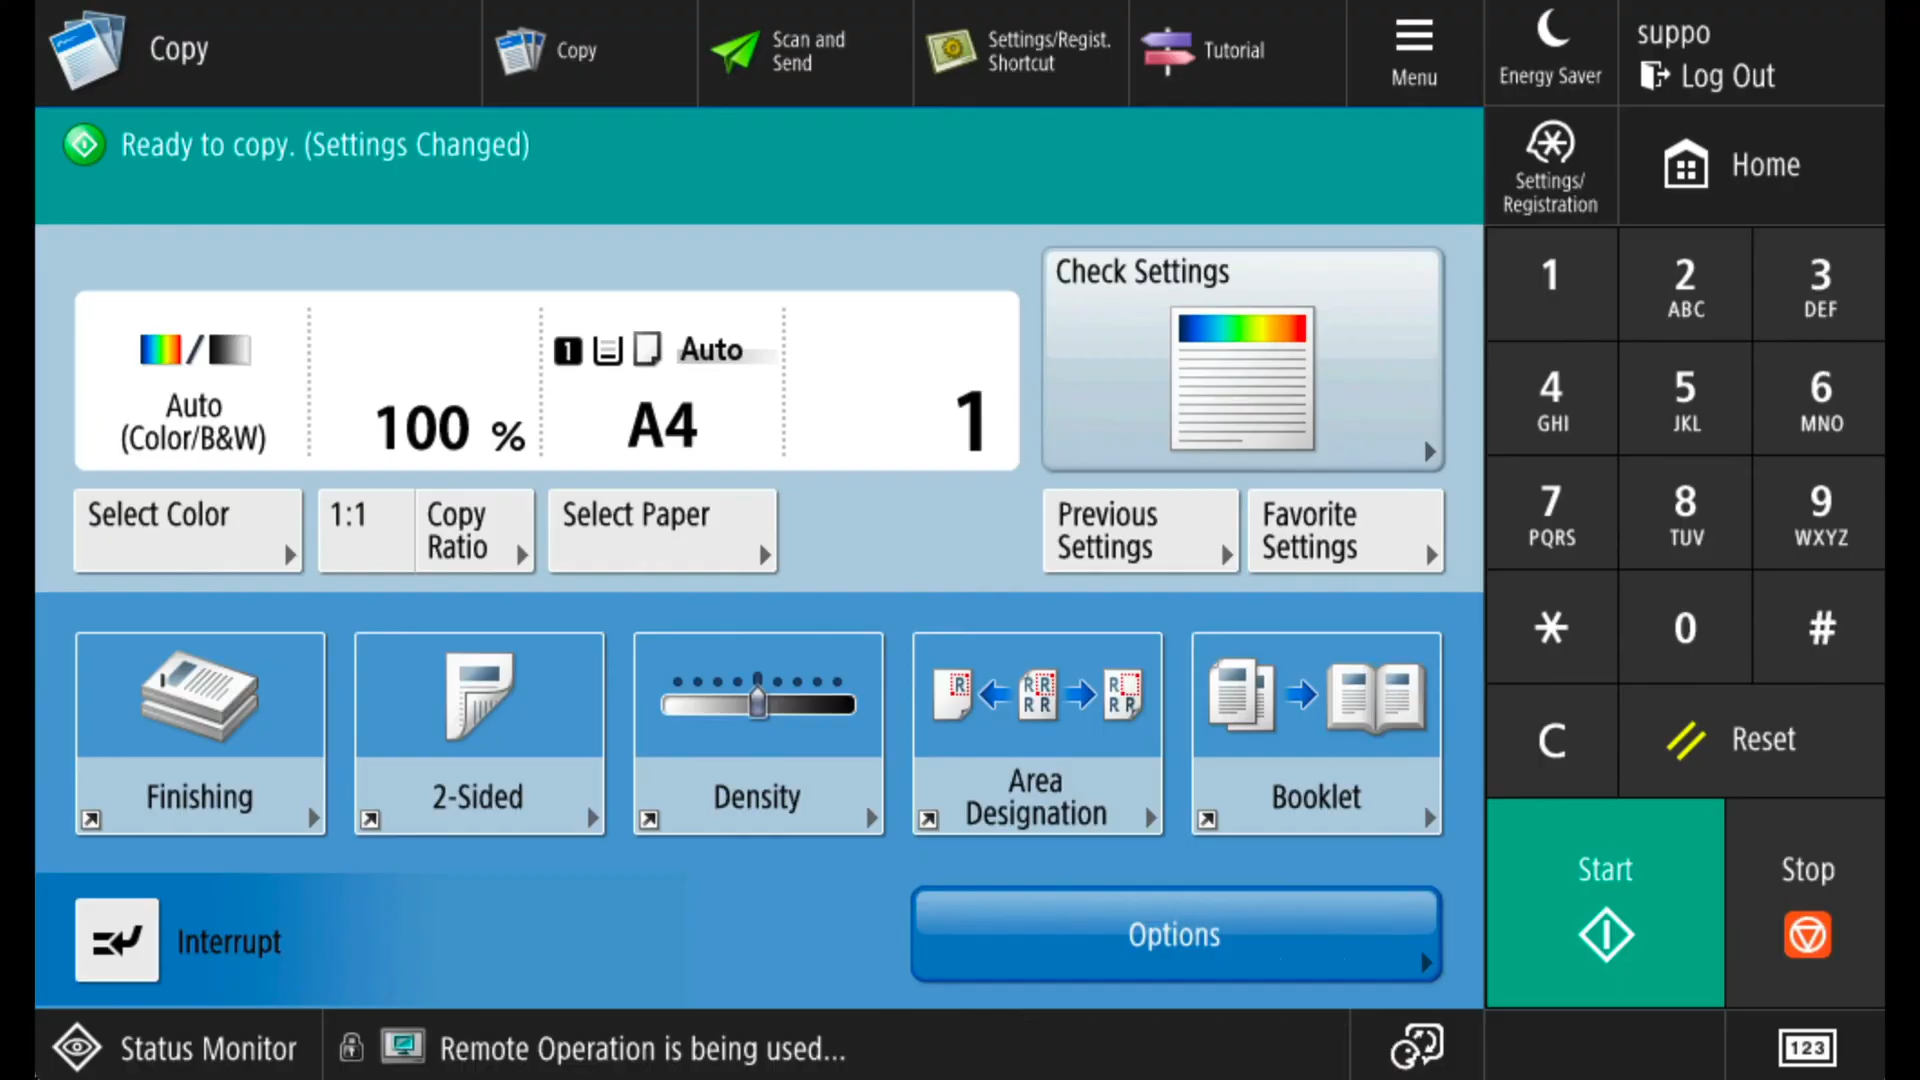 Copy
Copy
Scan and
Send
Settings/Regist.
Shortcut
Tutorial
Menu
Energy Saver
suppo
Log Out
Ready to copy. (Settings Changed)
Settings/
Registration
Home
Auto
(Color/B&W)
100 %
1 Auto
A4
1
Check Settings
Select Color
1:1
Copy
Ratio
Select Paper
Previous
Settings
Favorite
Settings
1
2
ABC
3
DEF
4
GHI
5
JKL
6
MNO
7
PQRS
8
TUV
9
WXYZ
*
0
#
C
Reset
Finishing
2-Sided
Density
R
R R
R R
R
R R
Area
Designation
Booklet
Interrupt
Options
Start
Stop
Status Monitor
Remote Operation is being used...
123